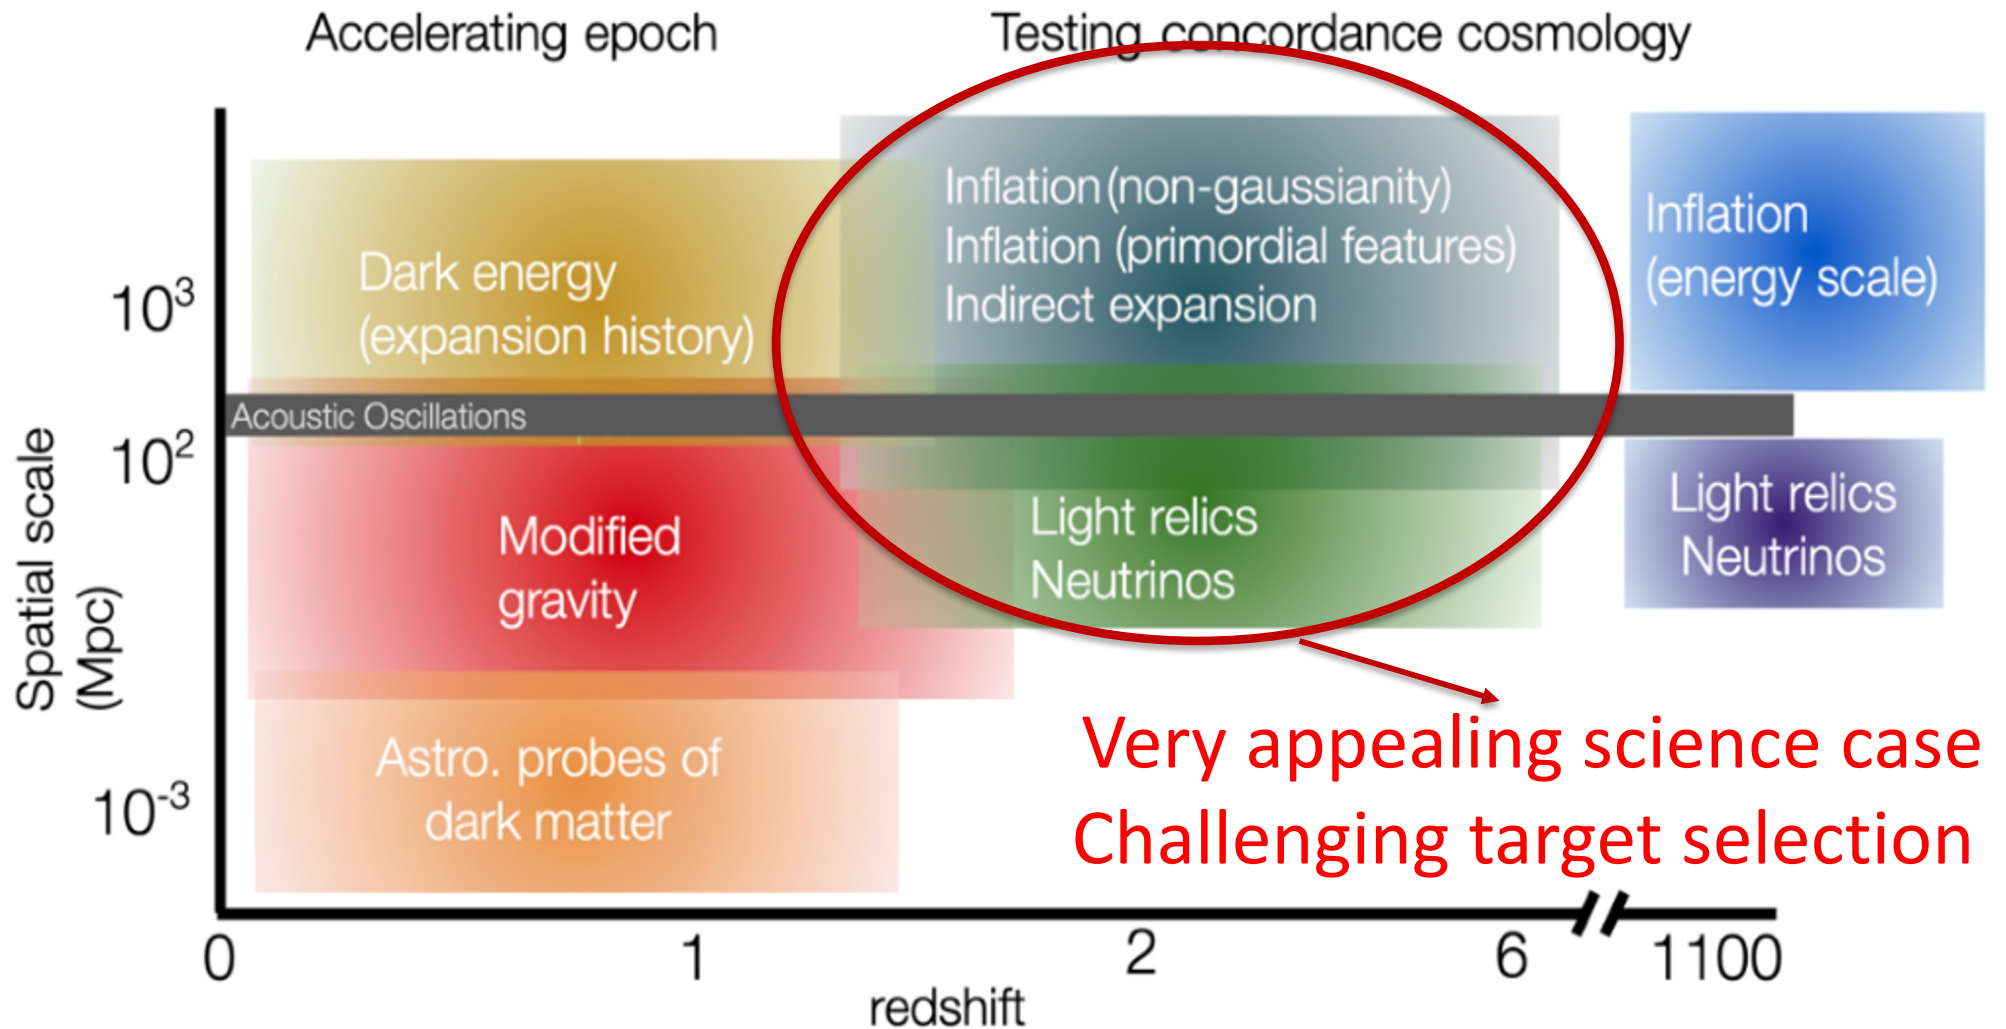 Accelerating epoch
Testing concordance cosmology
Inflation (non-gaussianity)
Inflation (primordial features)
Indirect expansion
Inflation
(energy scale)
Dark energy
(expansion history)
10³
Acoustic Oscillations
10²
Spatial scale
(Mpc)
Modified
gravity
Light relics
Neutrinos
Light relics
Neutrinos
Astro. probes of
dark matter
10⁻³
Very appealing science case
Challenging target selection
0
1
2
6
1100
redshift